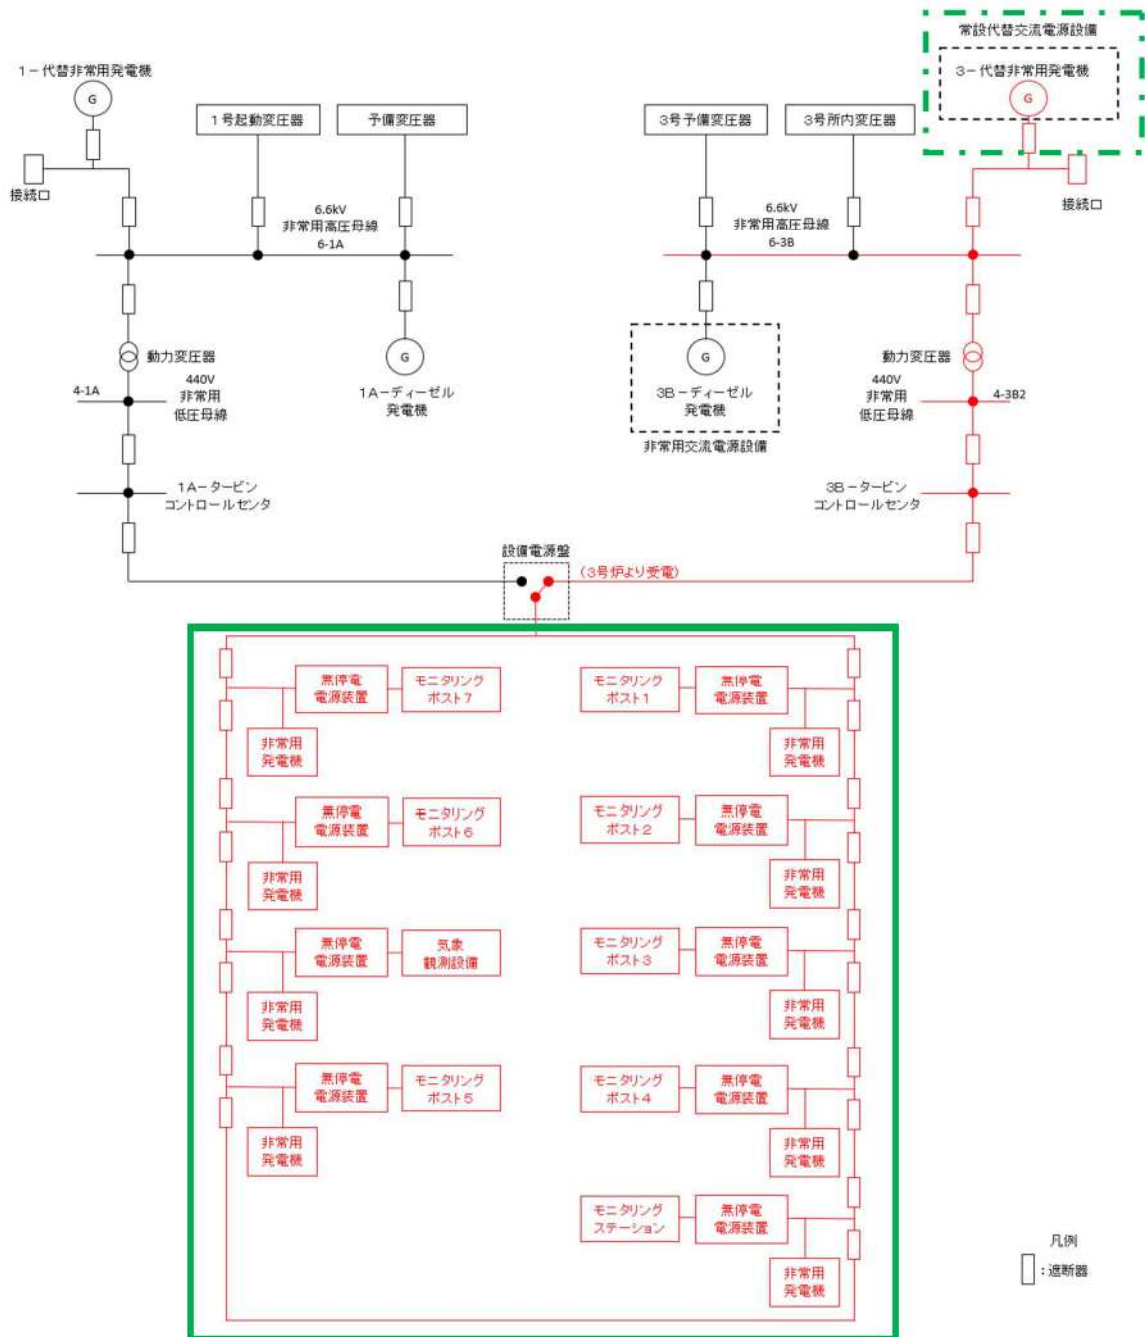 常設代替交流電源設備
1－代替非常用発電機
3－代替非常用発電機
G
G
1号起動変圧器
予備変圧器
3号予備変圧器
3号所内変圧器
接続口
接続口
6.6kV
非常用高圧母線
6-1A
6.6kV
非常用高圧母線
6-3B
動力変圧器
G
1A－ディーゼル
発電機
G
3B－ディーゼル
発電機
非常用交流電源設備
動力変圧器
4-1A
440V
非常用
低圧母線
440V
非常用
低圧母線
4-3B2
1A－タービン
コントロールセンタ
3B－タービン
コントロールセンタ
設備電源盤
(3号炉より受電)
無停電
電源装置
モニタリング
ポスト7
モニタリング
ポスト1
無停電
電源装置
非常用
発電機
非常用
発電機
無停電
電源装置
モニタリング
ポスト6
モニタリング
ポスト2
無停電
電源装置
非常用
発電機
非常用
発電機
無停電
電源装置
気象
観測設備
モニタリング
ポスト3
無停電
電源装置
非常用
発電機
非常用
発電機
無停電
電源装置
モニタリング
ポスト5
モニタリング
ポスト4
無停電
電源装置
非常用
発電機
非常用
発電機
モニタリング
ステーション
無停電
電源装置
非常用
発電機
凡例
：遮断器